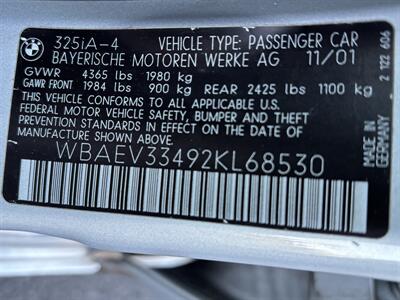 BMW
325iA-4 VEHICLE TYPE: PASSENGER CAR
BAYERISCHE MOTOREN WERKE AG 11/01
GVWR 4365 lbs 1980 kg
GAWR FRONT 1984 lbs 900 kg REAR 2425 lbs 1100 kg
THIS VEHICLE CONFORMS TO ALL APPLICABLE FEDERAL
MOTOR VEHICLE SAFETY, BUMPER AND THEFT
PREVENTION STANDARDS IN EFFECT ON THE DATE OF
MANUFACTURE SHOWN ABOVE.
WBAEV33492KL68530
2 122 606
MADE IN
GERMANY